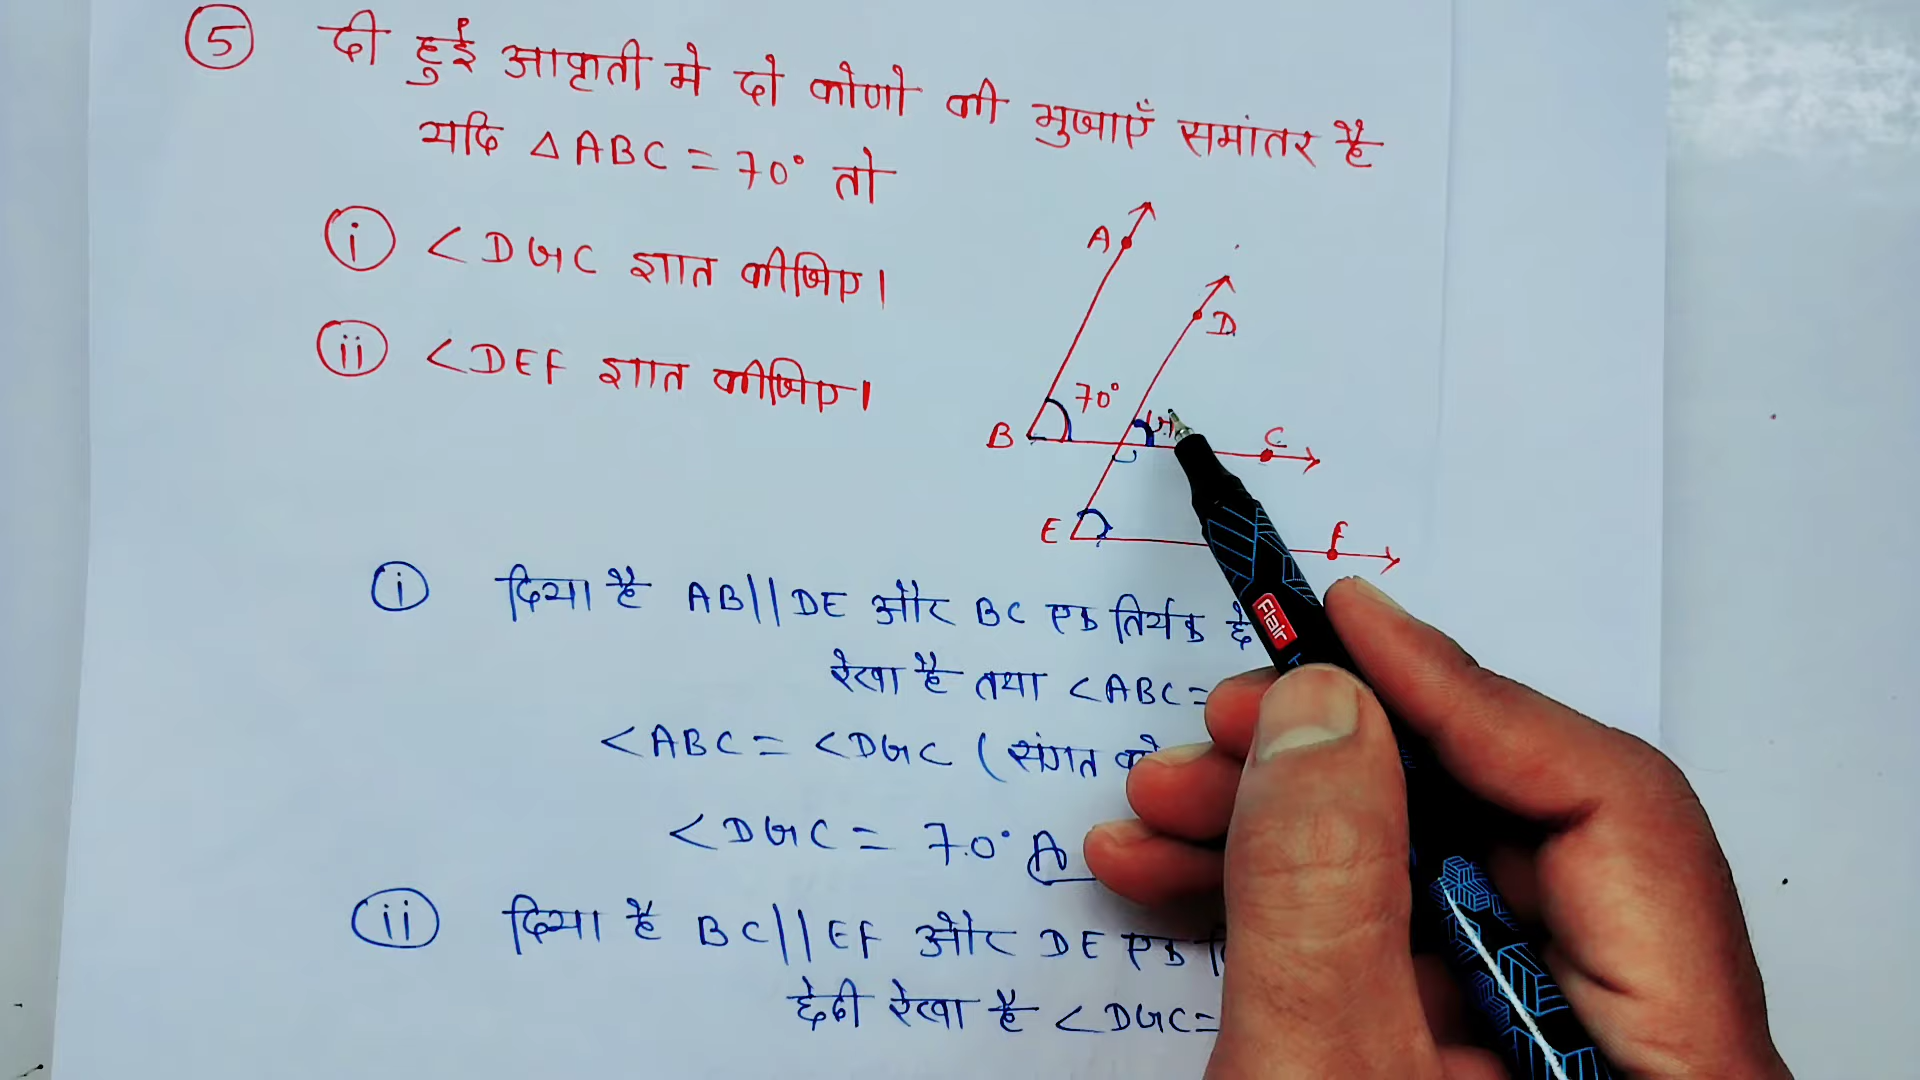 5 दी हुई आकृती मे दो कोणो की भुजाएँ समांतर है
यदि △ABC = 70° तो
i <DGC ज्ञात कीजिए।
ii <DEF ज्ञात कीजिए।
A
D
70°
B
G
C
E
F
i दिया है AB||DE और BC एक तिर्यक छे
रेखा है तथा <ABC=
<ABC = <DGC (संगत को
<DGC = 70° A
ii दिया है BC||EF और DE एक
छेदी रेखा है <DGC=
Flair